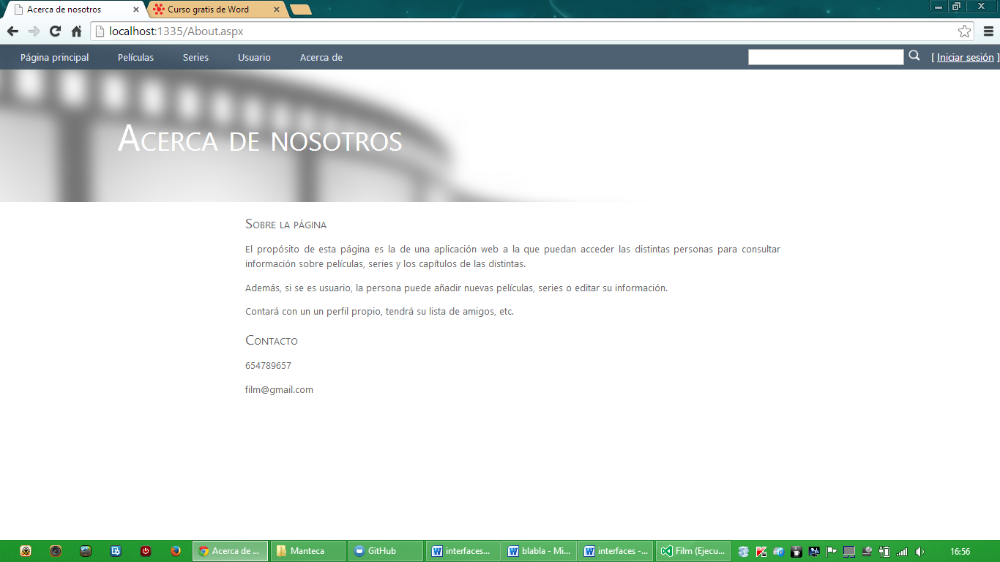 Acerca de nosotros
Curso gratis de Word
localhost:1335/About.aspx
Página principal Películas Series Usuario Acerca de [ Iniciar sesión ]
Acerca de nosotros
Sobre la página
El propósito de esta página es la de una aplicación web a la que puedan acceder las distintas personas para consultar
información sobre películas, series y los capítulos de las distintas.
Además, si se es usuario, la persona puede añadir nuevas películas, series o editar su información.
Contará con un un perfil propio, tendrá su lista de amigos, etc.
Contacto
654789657
film@gmail.com
Acerca de ... Manteca GitHub interfaces... blabla - Mi... interfaces -... Film (Ejecu... 16:56